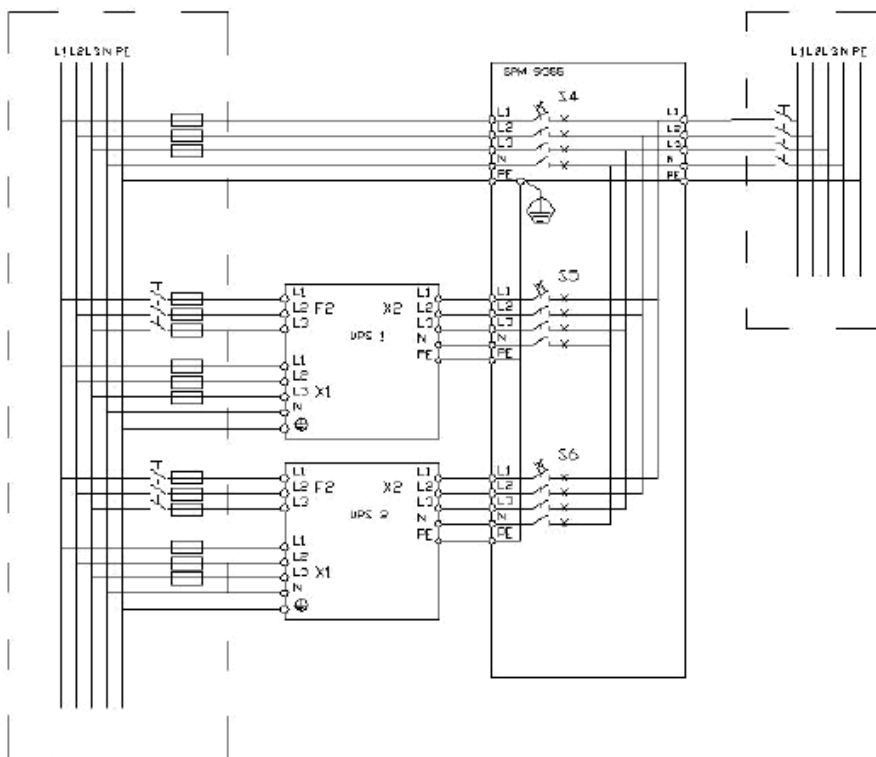 L1 L2 L3 N PE
L1 L2 L3 N PE
SPM 9355
S4
L1
L2
L3
N
PE
L1
L2
L3
N
PE
L1
L2 F2
L3
X2
UPS 1
L1
L2
L3
N
PE
L1
L2
L3 X1
N
S5
L1
L2
L3
N
PE
L1
L2 F2
L3
X2
UPS 2
L1
L2
L3
N
PE
L1
L2
L3 X1
N
S6
L1
L2
L3
N
PE